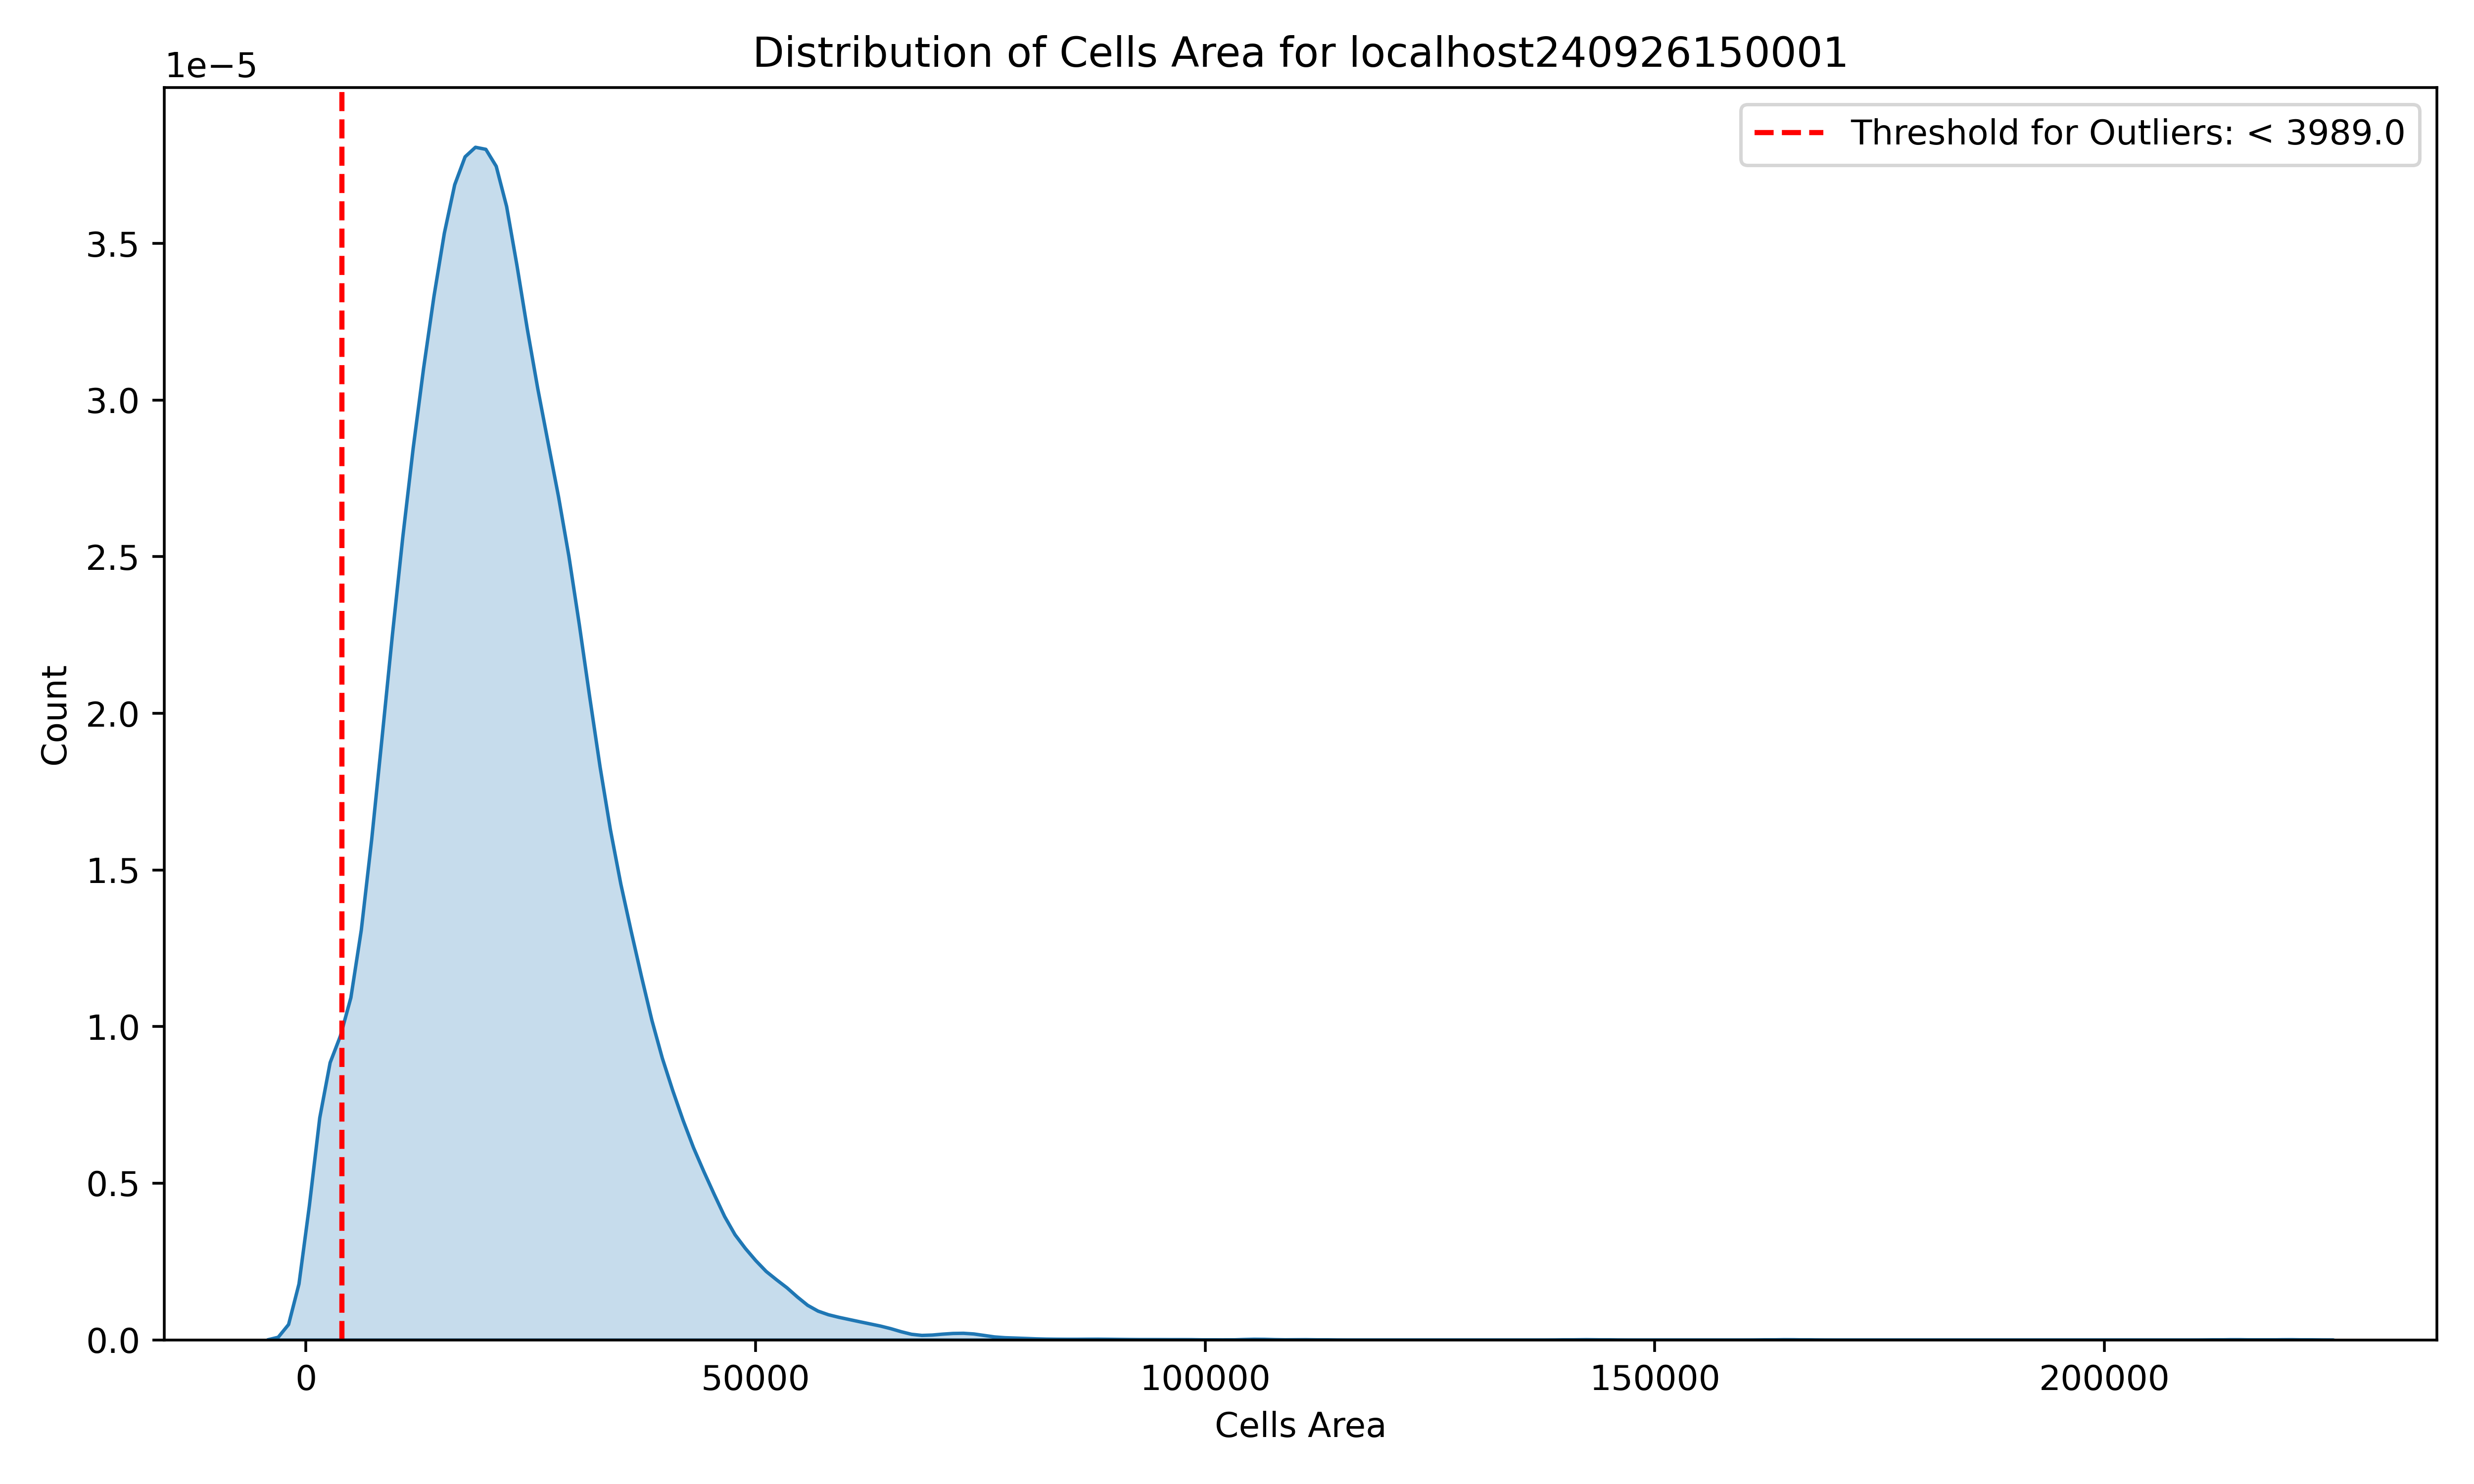 Distribution of Cells Area for localhost240926150001
1e−5
Threshold for Outliers: < 3989.0
3.5
3.0
2.5
2.0
1.5
1.0
0.5
0.0
Count
0 50000 100000 150000 200000
Cells Area